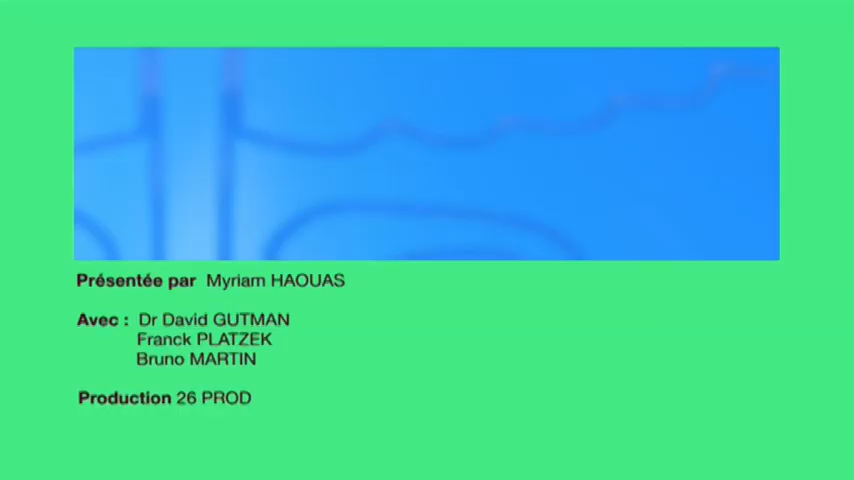 Présentée par Myriam HAOUAS
Avec : Dr David GUTMAN
Franck PLATZEK
Bruno MARTIN
Production 26 PROD